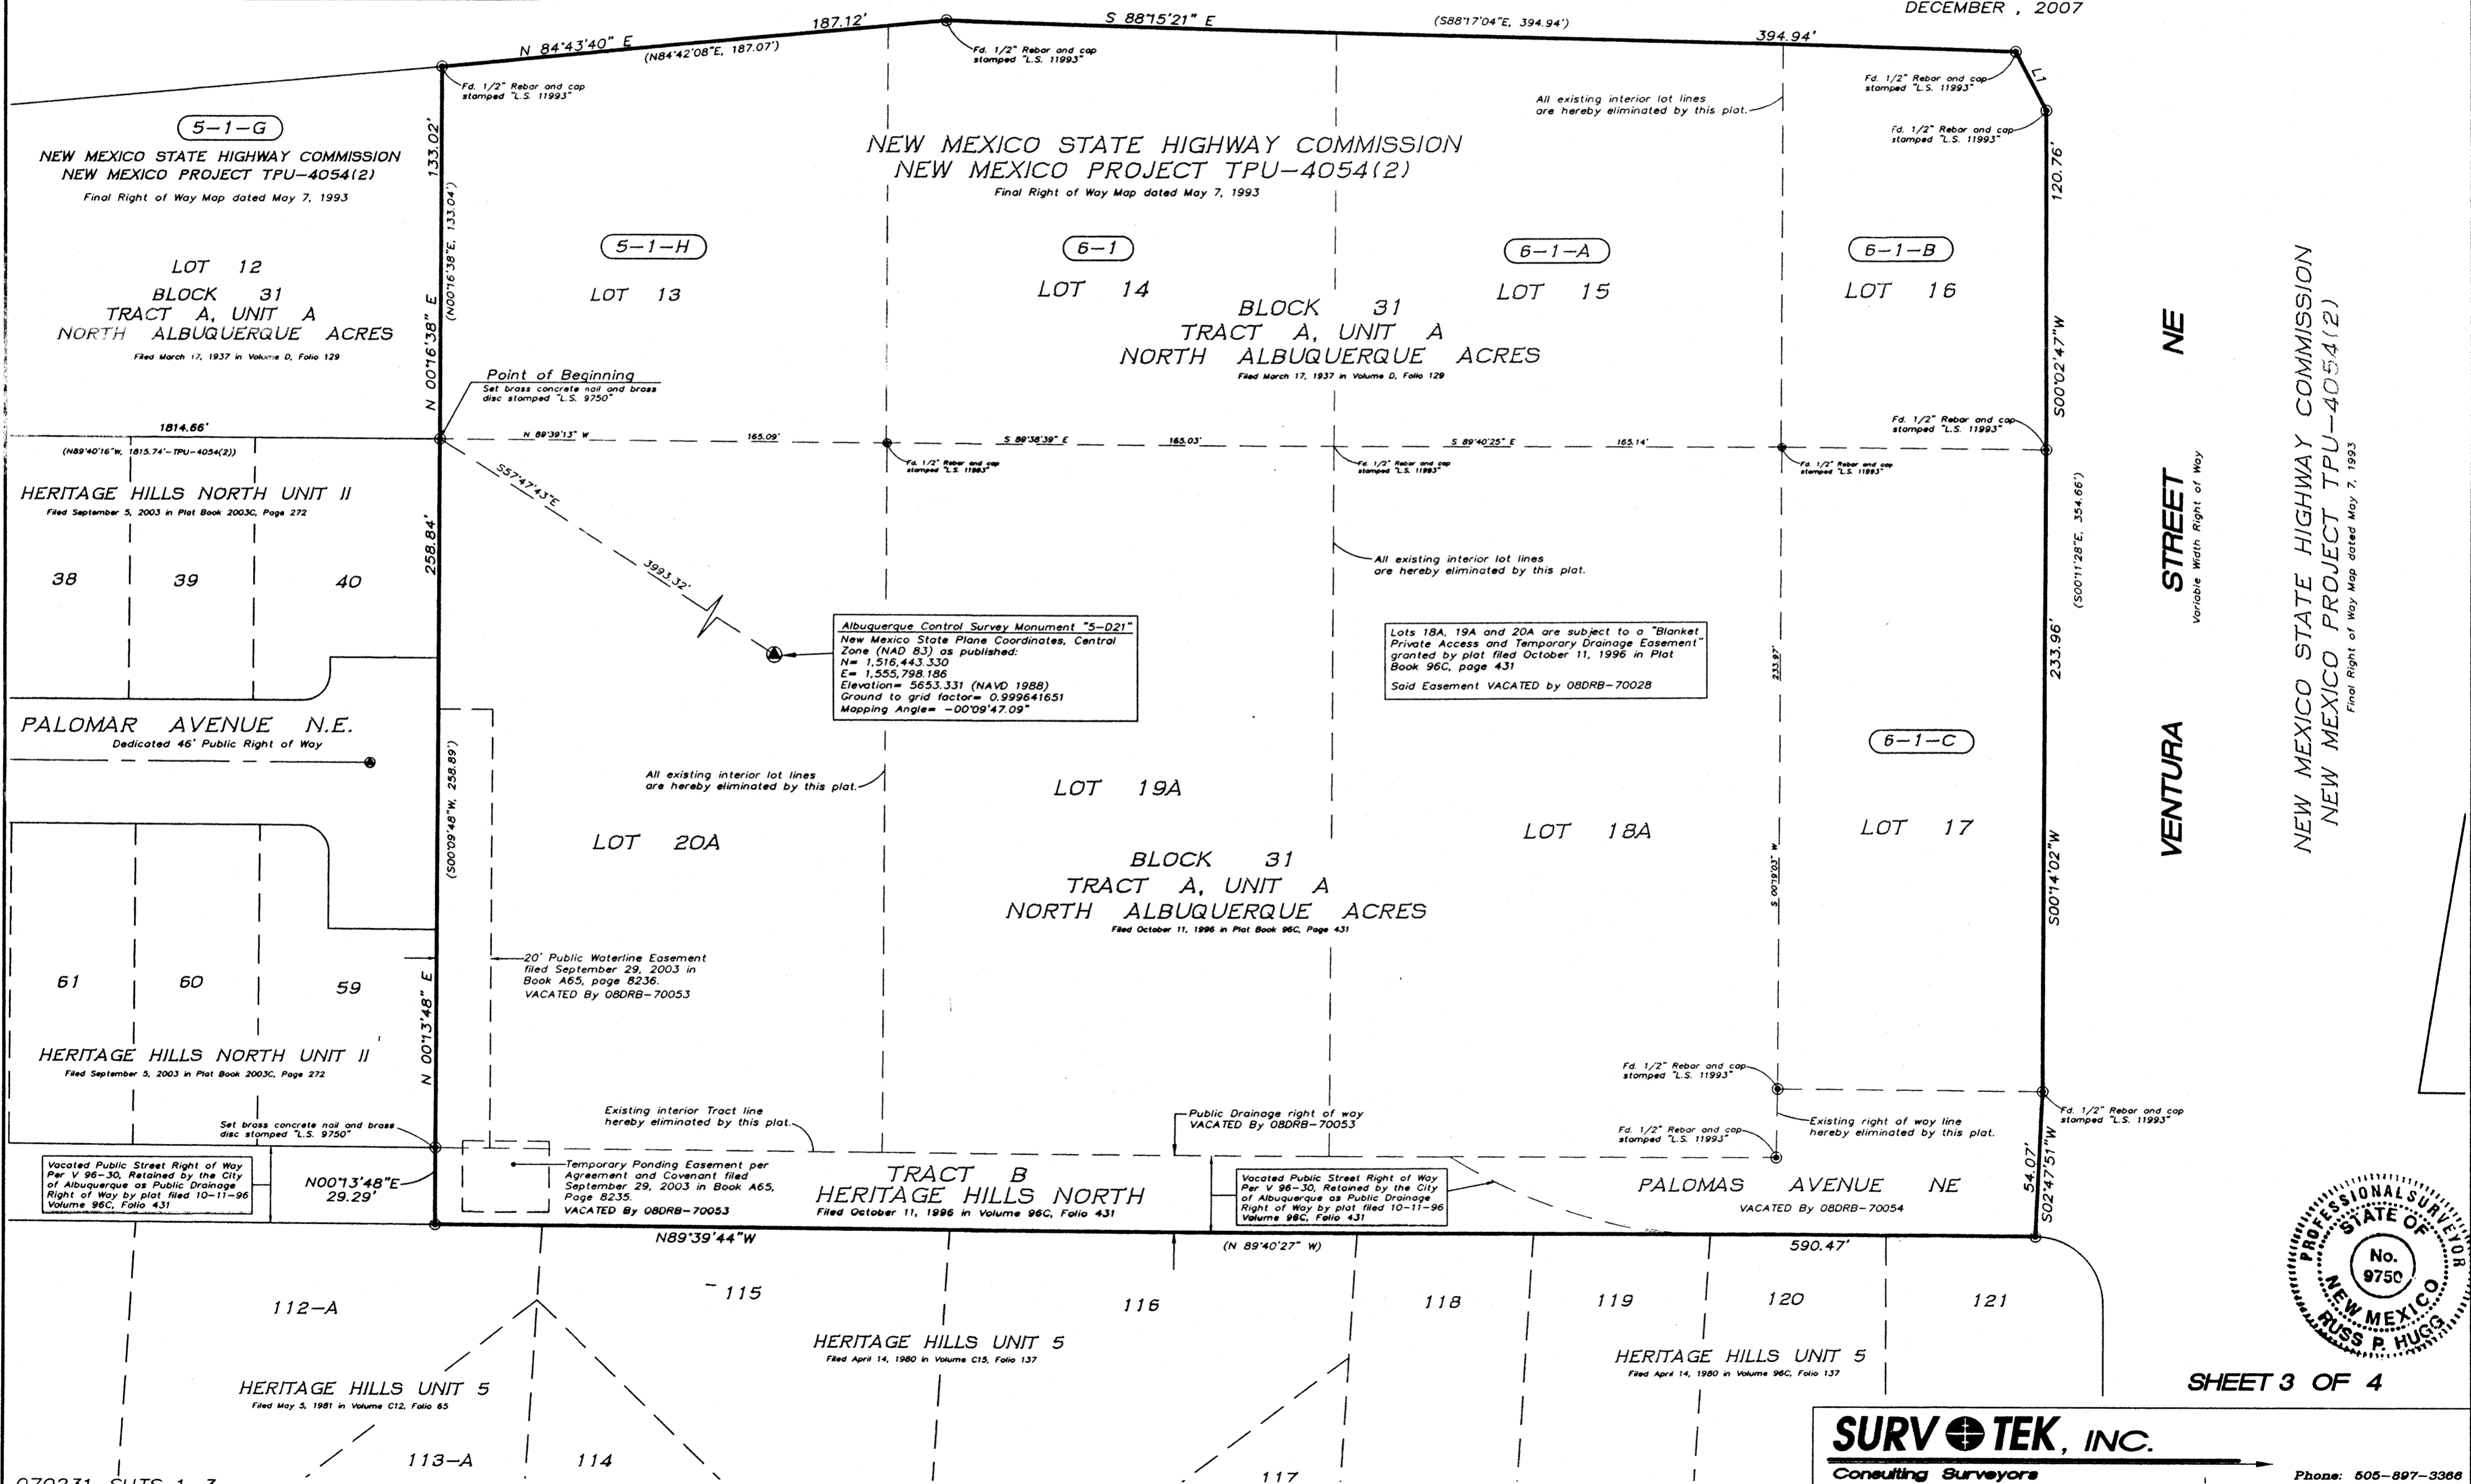 DECEMBER , 2007
N 84°43'40" E
187.12'
(N84°42'08"E, 187.07')
S 88°15'21" E
(S88°17'04"E, 394.94')
394.94'
L1
Fd. 1/2" Rebar and cap
stamped "L.S. 11993"
Fd. 1/2" Rebar and cap
stamped "L.S. 11993"
Fd. 1/2" Rebar and cap
stamped "L.S. 11993"
Fd. 1/2" Rebar and cap
stamped "L.S. 11993"
All existing interior lot lines
are hereby eliminated by this plat.
5-1-G
NEW MEXICO STATE HIGHWAY COMMISSION
NEW MEXICO PROJECT TPU-4054(2)
Final Right of Way Map dated May 7, 1993
LOT 12
BLOCK 31
TRACT A, UNIT A
NORTH ALBUQUERQUE ACRES
Filed March 17, 1937 in Volume D, Folio 129
133.02'
(N00°16'38"E, 133.04')
N 00°16'38" E
NEW MEXICO STATE HIGHWAY COMMISSION
NEW MEXICO PROJECT TPU-4054(2)
Final Right of Way Map dated May 7, 1993
5-1-H
LOT 13
6-1
LOT 14
6-1-A
LOT 15
6-1-B
LOT 16
BLOCK 31
TRACT A, UNIT A
NORTH ALBUQUERQUE ACRES
Filed March 17, 1937 in Volume D, Folio 129
120.76'
S00°02'47"W
Point of Beginning
Set brass concrete nail and brass
disc stamped "L.S. 9750"
1814.66'
(N89°40'16"W, 1815.74'-TPU-4054(2))
N 89°39'13" W
165.09'
S 89°38'39" E
165.03'
S 89°40'25" E
165.14'
Fd. 1/2" Rebar and cap
stamped "L.S. 11993"
Fd. 1/2" Rebar and cap
stamped "L.S. 11993"
Fd. 1/2" Rebar and cap
stamped "L.S. 11993"
Fd. 1/2" Rebar and cap
stamped "L.S. 11993"
HERITAGE HILLS NORTH UNIT II
Filed September 5, 2003 in Plat Book 2003C, Page 272
38
39
40
258.84'
S57°47'43"E
3993.32'
All existing interior lot lines
are hereby eliminated by this plat.
Albuquerque Control Survey Monument "5-D21"
New Mexico State Plane Coordinates, Central
Zone (NAD 83) as published:
N= 1,516,443.330
E= 1,555,798.186
Elevation= 5653.331 (NAVD 1988)
Ground to grid factor= 0.999641651
Mapping Angle= -00°09'47.09"
Lots 18A, 19A and 20A are subject to a "Blanket
Private Access and Temporary Drainage Easement"
granted by plat filed October 11, 1996 in Plat
Book 96C, page 431
Said Easement VACATED by 08DRB-70028
233.97'
S 00°19'03" W
233.96'
S00°14'02"W
(S00°11'28"E, 354.66')
VENTURA STREET NE
Variable Width Right of Way
NEW MEXICO STATE HIGHWAY COMMISSION
NEW MEXICO PROJECT TPU-4054(2)
Final Right of Way Map dated May 7, 1993
PALOMAR AVENUE N.E.
Dedicated 46' Public Right of Way
(S00°09'48"W, 258.89')
6-1-C
All existing interior lot lines
are hereby eliminated by this plat.
LOT 19A
LOT 20A
LOT 18A
LOT 17
BLOCK 31
TRACT A, UNIT A
NORTH ALBUQUERQUE ACRES
Filed October 11, 1996 in Plat Book 96C, Page 431
61
60
59
N 00°13'48" E
20' Public Waterline Easement
filed September 29, 2003 in
Book A65, page 8236.
VACATED By 08DRB-70053
HERITAGE HILLS NORTH UNIT II
Filed September 5, 2003 in Plat Book 2003C, Page 272
Set brass concrete nail and brass
disc stamped "L.S. 9750"
Existing interior Tract line
hereby eliminated by this plat.
Public Drainage right of way
VACATED By 08DRB-70053
Fd. 1/2" Rebar and cap
stamped "L.S. 11993"
Fd. 1/2" Rebar and cap
stamped "L.S. 11993"
Existing right of way line
hereby eliminated by this plat.
Fd. 1/2" Rebar and cap
stamped "L.S. 11993"
54.07'
S02°47'51"W
Vacated Public Street Right of Way
Per V 96-30, Retained by the City
of Albuquerque as Public Drainage
Right of Way by plat filed 10-11-96
Volume 96C, Folio 431
N00°13'48"E
29.29'
Temporary Ponding Easement per
Agreement and Covenant filed
September 29, 2003 in Book A65,
Page 8235.
VACATED By 08DRB-70053
TRACT B
HERITAGE HILLS NORTH
Filed October 11, 1996 in Volume 96C, Folio 431
Vacated Public Street Right of Way
Per V 96-30, Retained by the City
of Albuquerque as Public Drainage
Right of Way by plat filed 10-11-96
Volume 96C, Folio 431
PALOMAS AVENUE NE
VACATED By 08DRB-70054
N89°39'44"W
(N 89°40'27" W)
590.47'
112-A
115
116
118
119
120
121
HERITAGE HILLS UNIT 5
Filed April 14, 1980 in Volume C15, Folio 137
HERITAGE HILLS UNIT 5
Filed April 14, 1980 in Volume 96C, Folio 137
HERITAGE HILLS UNIT 5
Filed May 5, 1981 in Volume C12, Folio 65
113-A
114
117
PROFESSIONAL SURVEYOR
STATE OF
No.
9750
NEW MEXICO
RUSS P. HUGG
SHEET 3 OF 4
SURV TEK, INC.
Consulting Surveyors
Phone: 505-897-3366